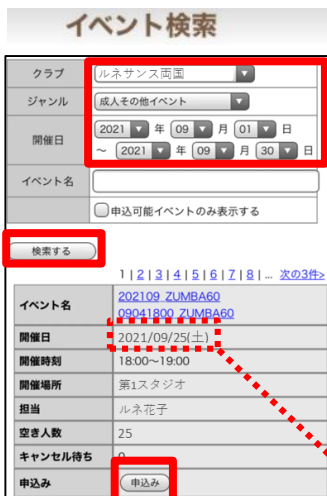 イベント検索
クラブ ルネサンス両国
ジャンル 成人その他イベント
開催日 2021 年 09 月 01 日
～ 2021 年 09 月 30 日
イベント名
申込可能イベントのみ表示する
検索する
1 | 2 | 3 | 4 | 5 | 6 | 7 | 8 | ... 次の3件>
イベント名 202109_ZUMBA60
09041800_ZUMBA60
開催日 2021/09/25(土)
開催時刻 18:00～19:00
開催場所 第1スタジオ
担当 ルネ花子
空き人数 25
キャンセル待ち 0
申込み 申込み